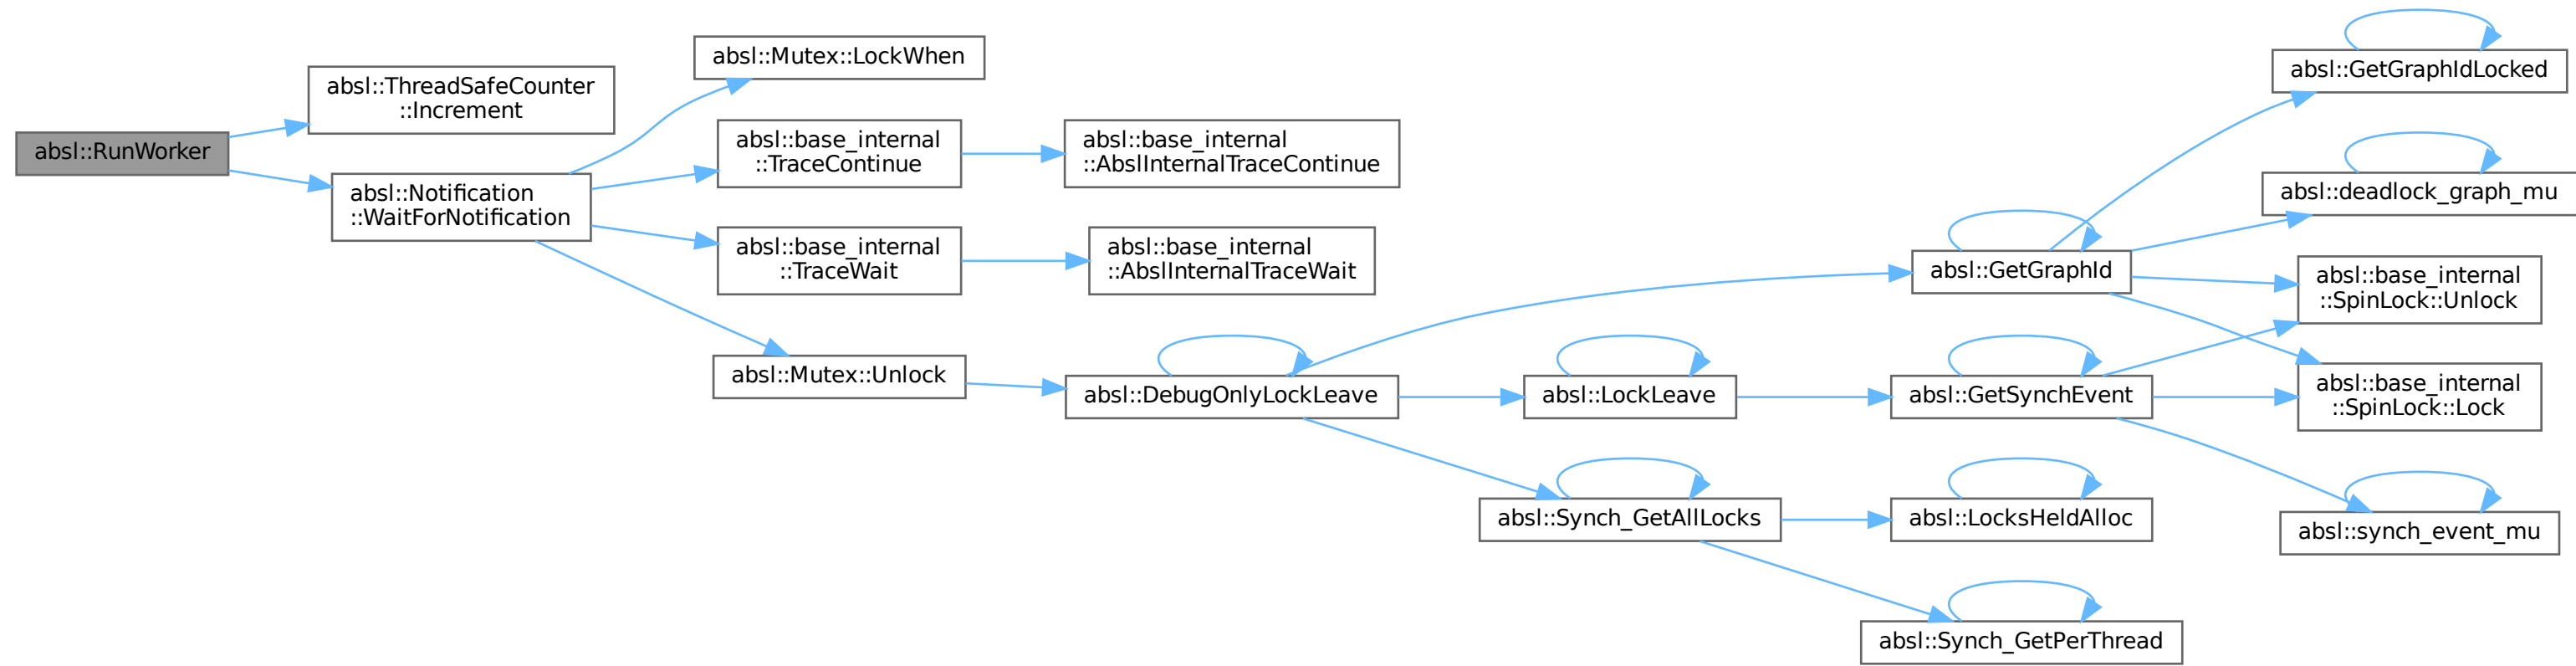 absl::RunWorker
absl::ThreadSafeCounter
::Increment
absl::Notification
::WaitForNotification
absl::Mutex::LockWhen
absl::base_internal
::TraceContinue
absl::base_internal
::TraceWait
absl::Mutex::Unlock
absl::base_internal
::AbslInternalTraceContinue
absl::base_internal
::AbslInternalTraceWait
absl::DebugOnlyLockLeave
absl::LockLeave
absl::Synch_GetAllLocks
absl::GetGraphId
absl::GetSynchEvent
absl::LocksHeldAlloc
absl::Synch_GetPerThread
absl::GetGraphIdLocked
absl::deadlock_graph_mu
absl::base_internal
::SpinLock::Unlock
absl::base_internal
::SpinLock::Lock
absl::synch_event_mu